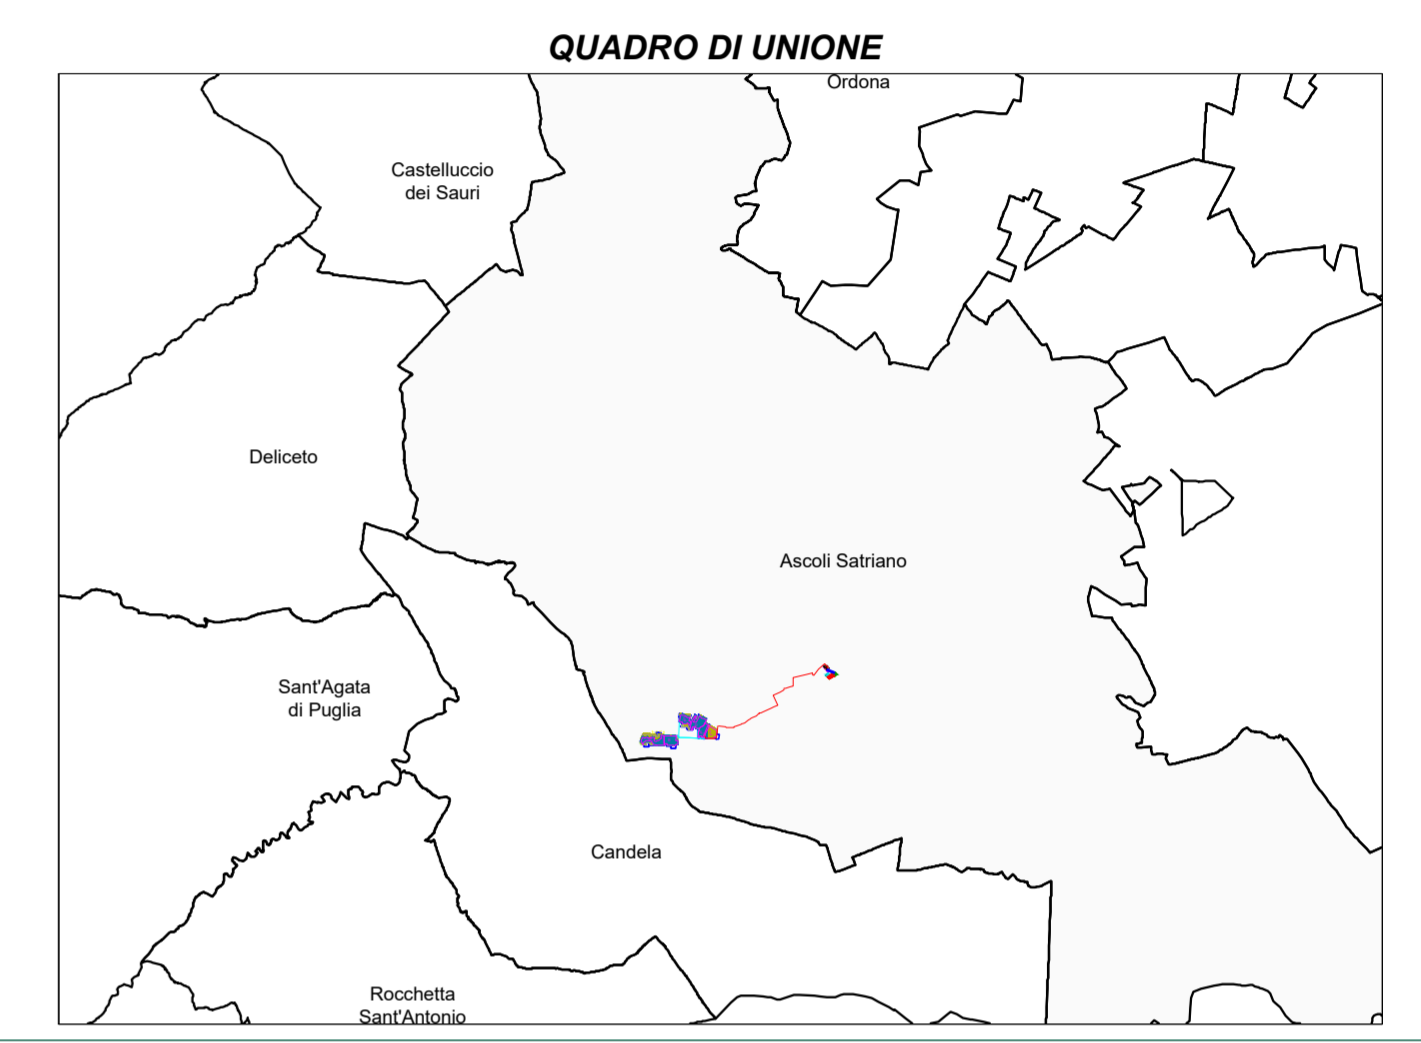 QUADRO DI UNIONE
Ordona
Castelluccio
dei Sauri
Deliceto
Ascoli Satriano
Sant'Agata
di Puglia
Candela
Rocchetta
Sant'Antonio